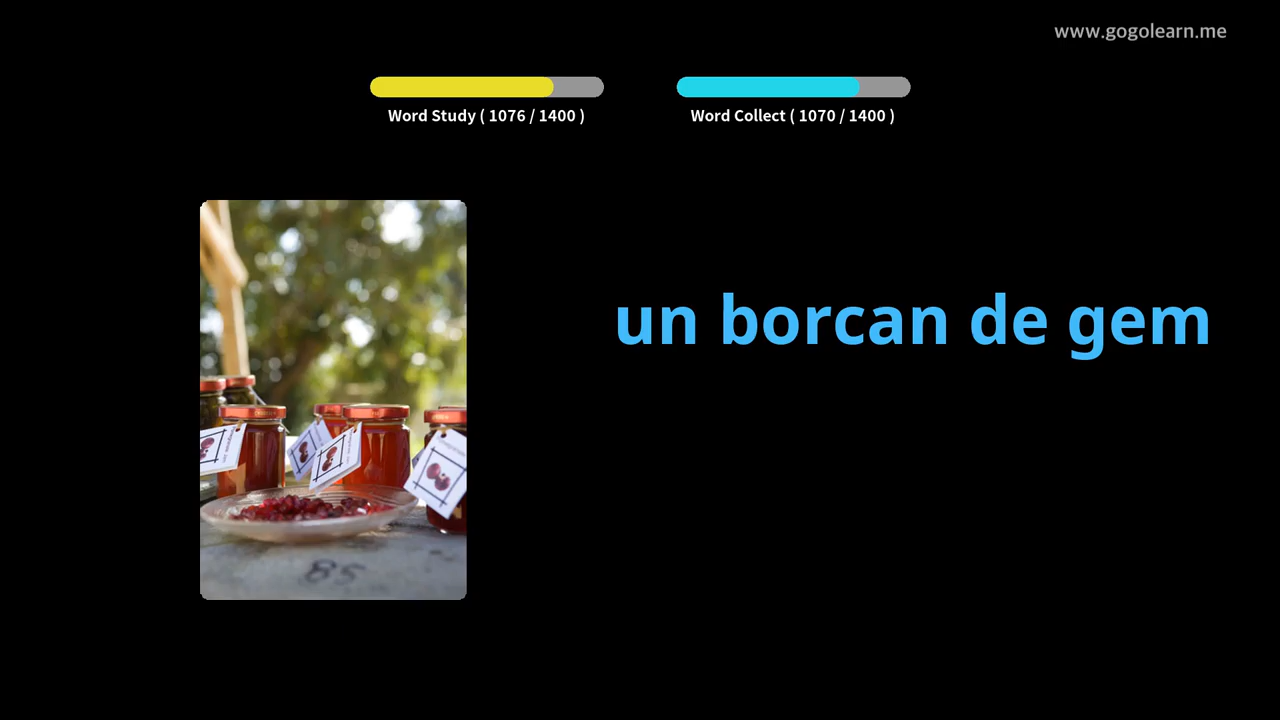 www.gogolearn.me
Word Study ( 1076 / 1400 )
Word Collect ( 1070 / 1400 )
un borcan de gem
85